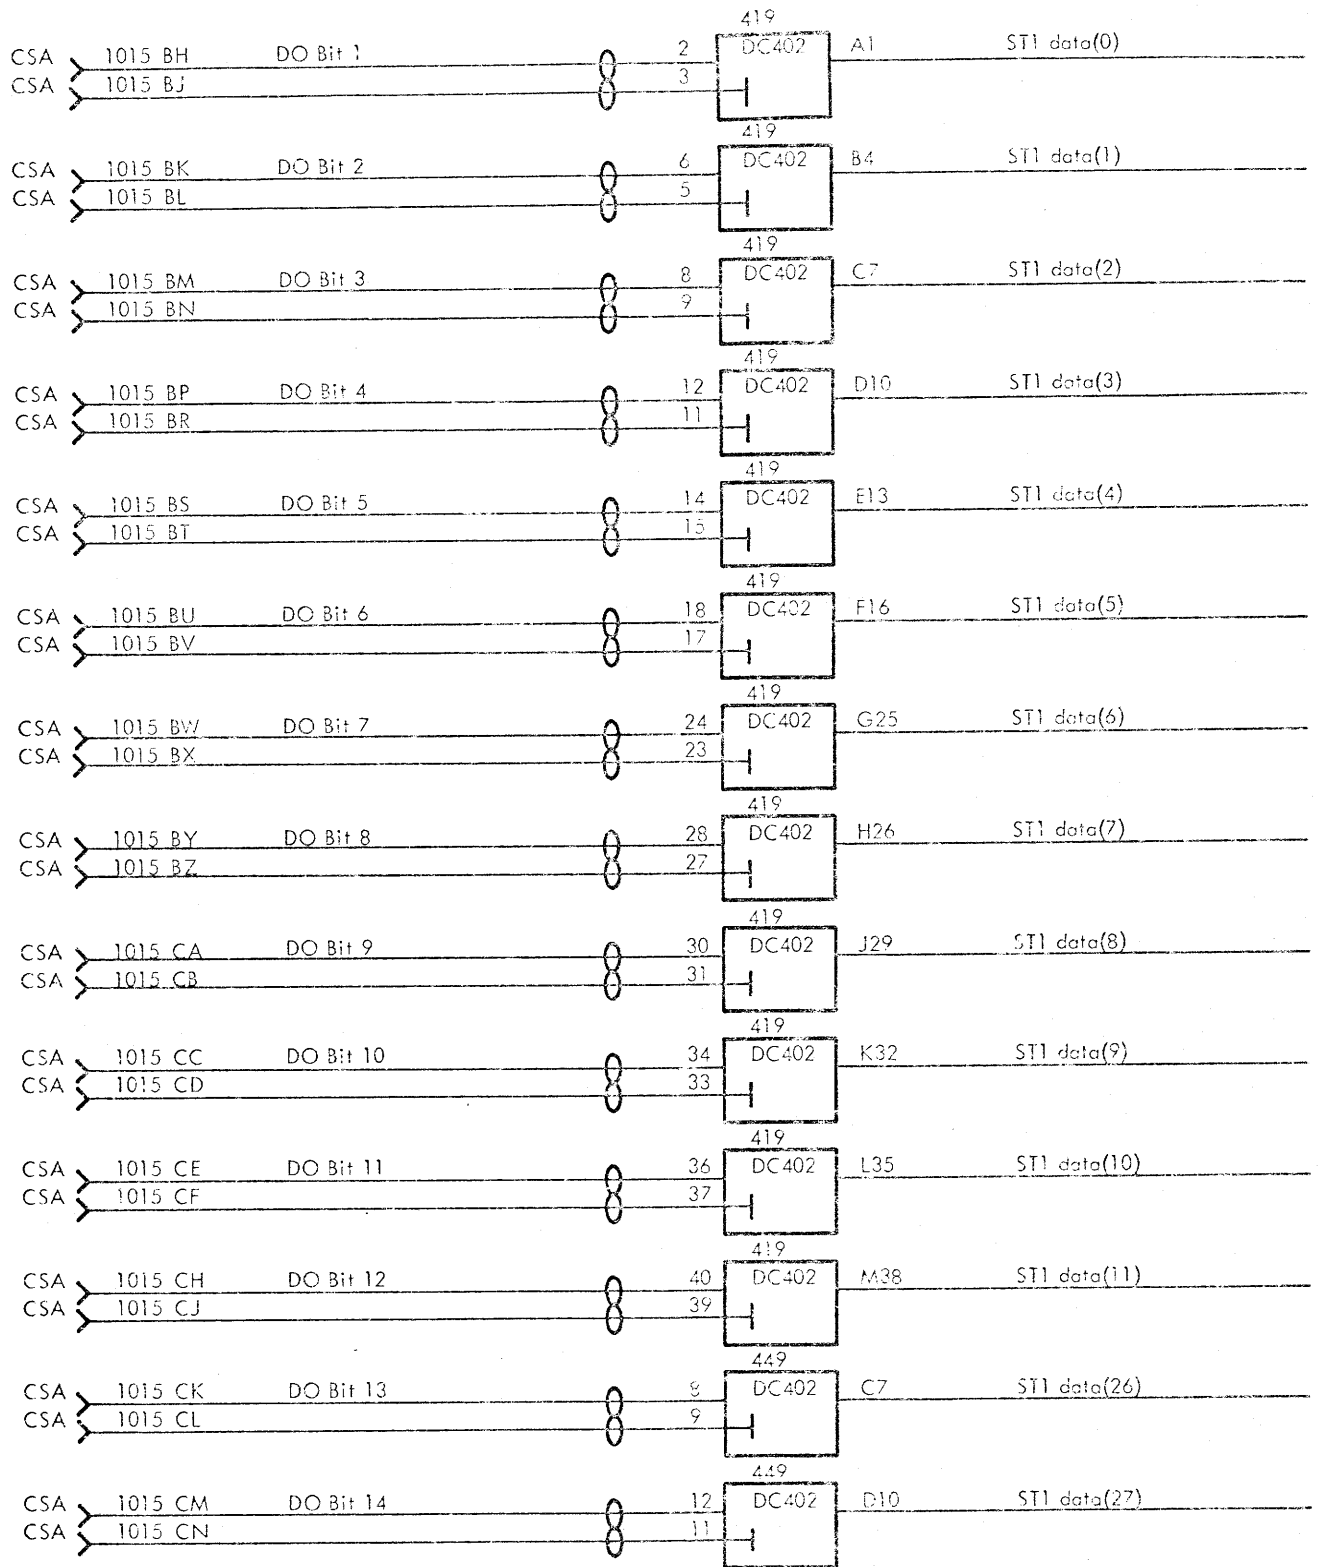 419
CSA 1015 BH DO Bit 1 2 DC402 A1 ST1 data(0)
CSA 1015 BJ 3
419
CSA 1015 BK DO Bit 2 6 DC402 B4 ST1 data(1)
CSA 1015 BL 5
419
CSA 1015 BM DO Bit 3 8 DC402 C7 ST1 data(2)
CSA 1015 BN 9
419
CSA 1015 BP DO Bit 4 12 DC402 D10 ST1 data(3)
CSA 1015 BR 11
419
CSA 1015 BS DO Bit 5 14 DC402 E13 ST1 data(4)
CSA 1015 BT 15
419
CSA 1015 BU DO Bit 6 18 DC402 F16 ST1 data(5)
CSA 1015 BV 17
419
CSA 1015 BW DO Bit 7 24 DC402 G25 ST1 data(6)
CSA 1015 BX 23
419
CSA 1015 BY DO Bit 8 28 DC402 H26 ST1 data(7)
CSA 1015 BZ 27
419
CSA 1015 CA DO Bit 9 30 DC402 J29 ST1 data(8)
CSA 1015 CB 31
419
CSA 1015 CC DO Bit 10 34 DC402 K32 ST1 data(9)
CSA 1015 CD 33
419
CSA 1015 CE DO Bit 11 36 DC402 L35 ST1 data(10)
CSA 1015 CF 37
419
CSA 1015 CH DO Bit 12 40 DC402 M38 ST1 data(11)
CSA 1015 CJ 39
449
CSA 1015 CK DO Bit 13 8 DC402 C7 ST1 data(26)
CSA 1015 CL 9
449
CSA 1015 CM DO Bit 14 12 DC402 D10 ST1 data(27)
CSA 1015 CN 11